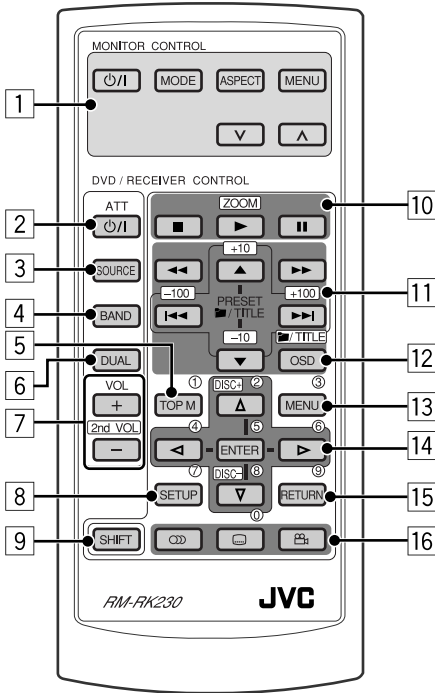 MONITOR CONTROL
1
⏻/I MODE ASPECT MENU
DVD / RECEIVER CONTROL
ATT
ZOOM
10
2
⏻/I
+10
3
SOURCE
–100
+100
11
4
BAND
PRESET
/ TITLE
5
–10
/ TITLE
12
6
DUAL
OSD
7
VOL
+
2nd VOL
–
① DISC+ ② ③
TOP M
MENU
13
④ ⑤ ⑥
ENTER
14
⑦ DISC– ⑧ ⑨
8
SETUP
RETURN
15
⓪
9
SHIFT
16
RM-RK230
JVC